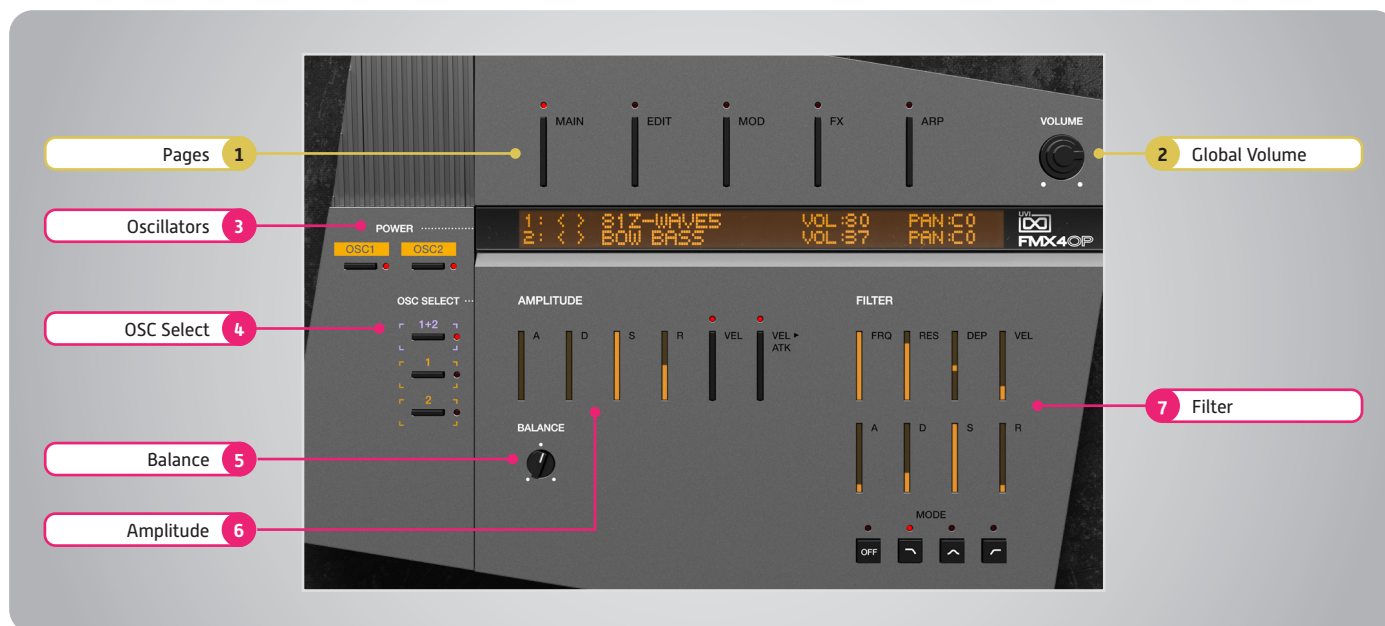 MAIN EDIT MOD FX ARP VOLUME
Pages 1
2 Global Volume
Oscillators 3
POWER
OSC1 OSC2
1: < > 81Z-WAVES VOL:80 PAN:C0
2: < > BOW BASS VOL:87 PAN:C0
UVI
FMX4OP
OSC SELECT
AMPLITUDE
FILTER
OSC Select 4
1+2
1
2
A D S R VEL VEL ▸ ATK
FRQ RES DEP VEL
7 Filter
BALANCE
A D S R
Balance 5
Amplitude 6
MODE
OFF